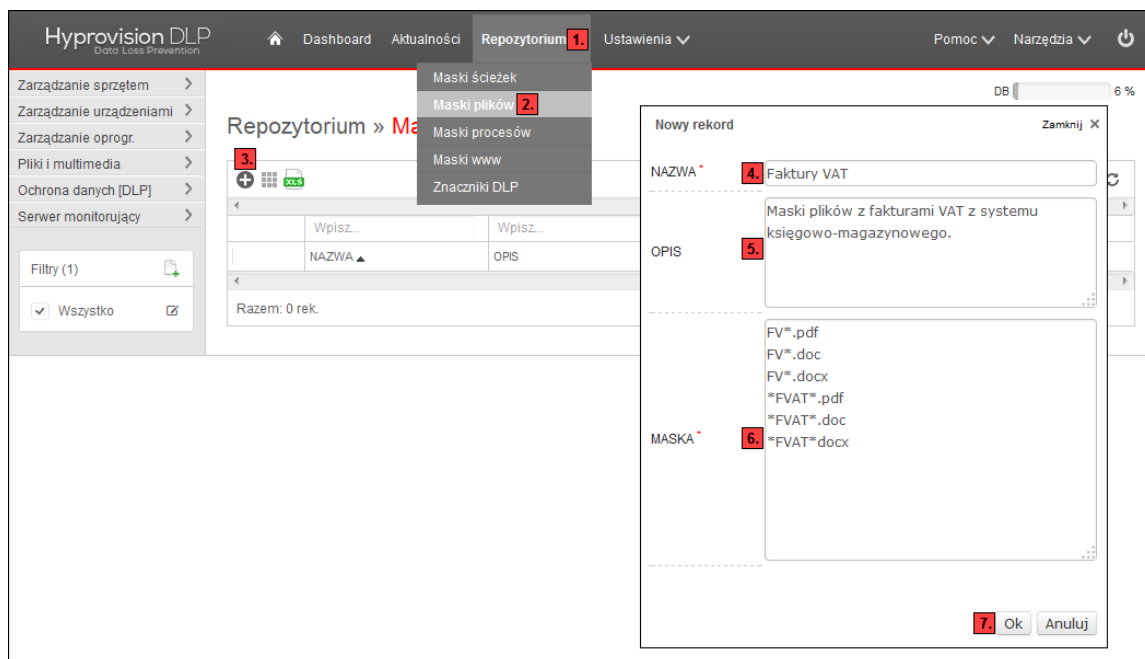 Hyprovision DLP
Data Loss Prevention
Dashboard
Aktualności
Repozytorium
1.
Ustawienia
Pomoc
Narzędzia
Zarządzanie sprzętem
Zarządzanie urządzeniami
Zarządzanie oprogr.
Pliki i multimedia
Ochrona danych [DLP]
Serwer monitorujący
Filtry (1)
Wszystko
Maski ścieżek
Maski plików
2.
Maski procesów
Maski www
Znaczniki DLP
DB
6 %
Repozytorium » Ma
3.
XLS
Wpisz...
Wpisz...
NAZWA
OPIS
Razem: 0 rek.
Nowy rekord
Zamknij
NAZWA *
4.
Faktury VAT
OPIS
5.
Maski plików z fakturami VAT z systemu
księgowo-magazynowego.
MASKA *
6.
FV*.pdf
FV*.doc
FV*.docx
*FVAT*.pdf
*FVAT*.doc
*FVAT*docx
7.
Ok
Anuluj